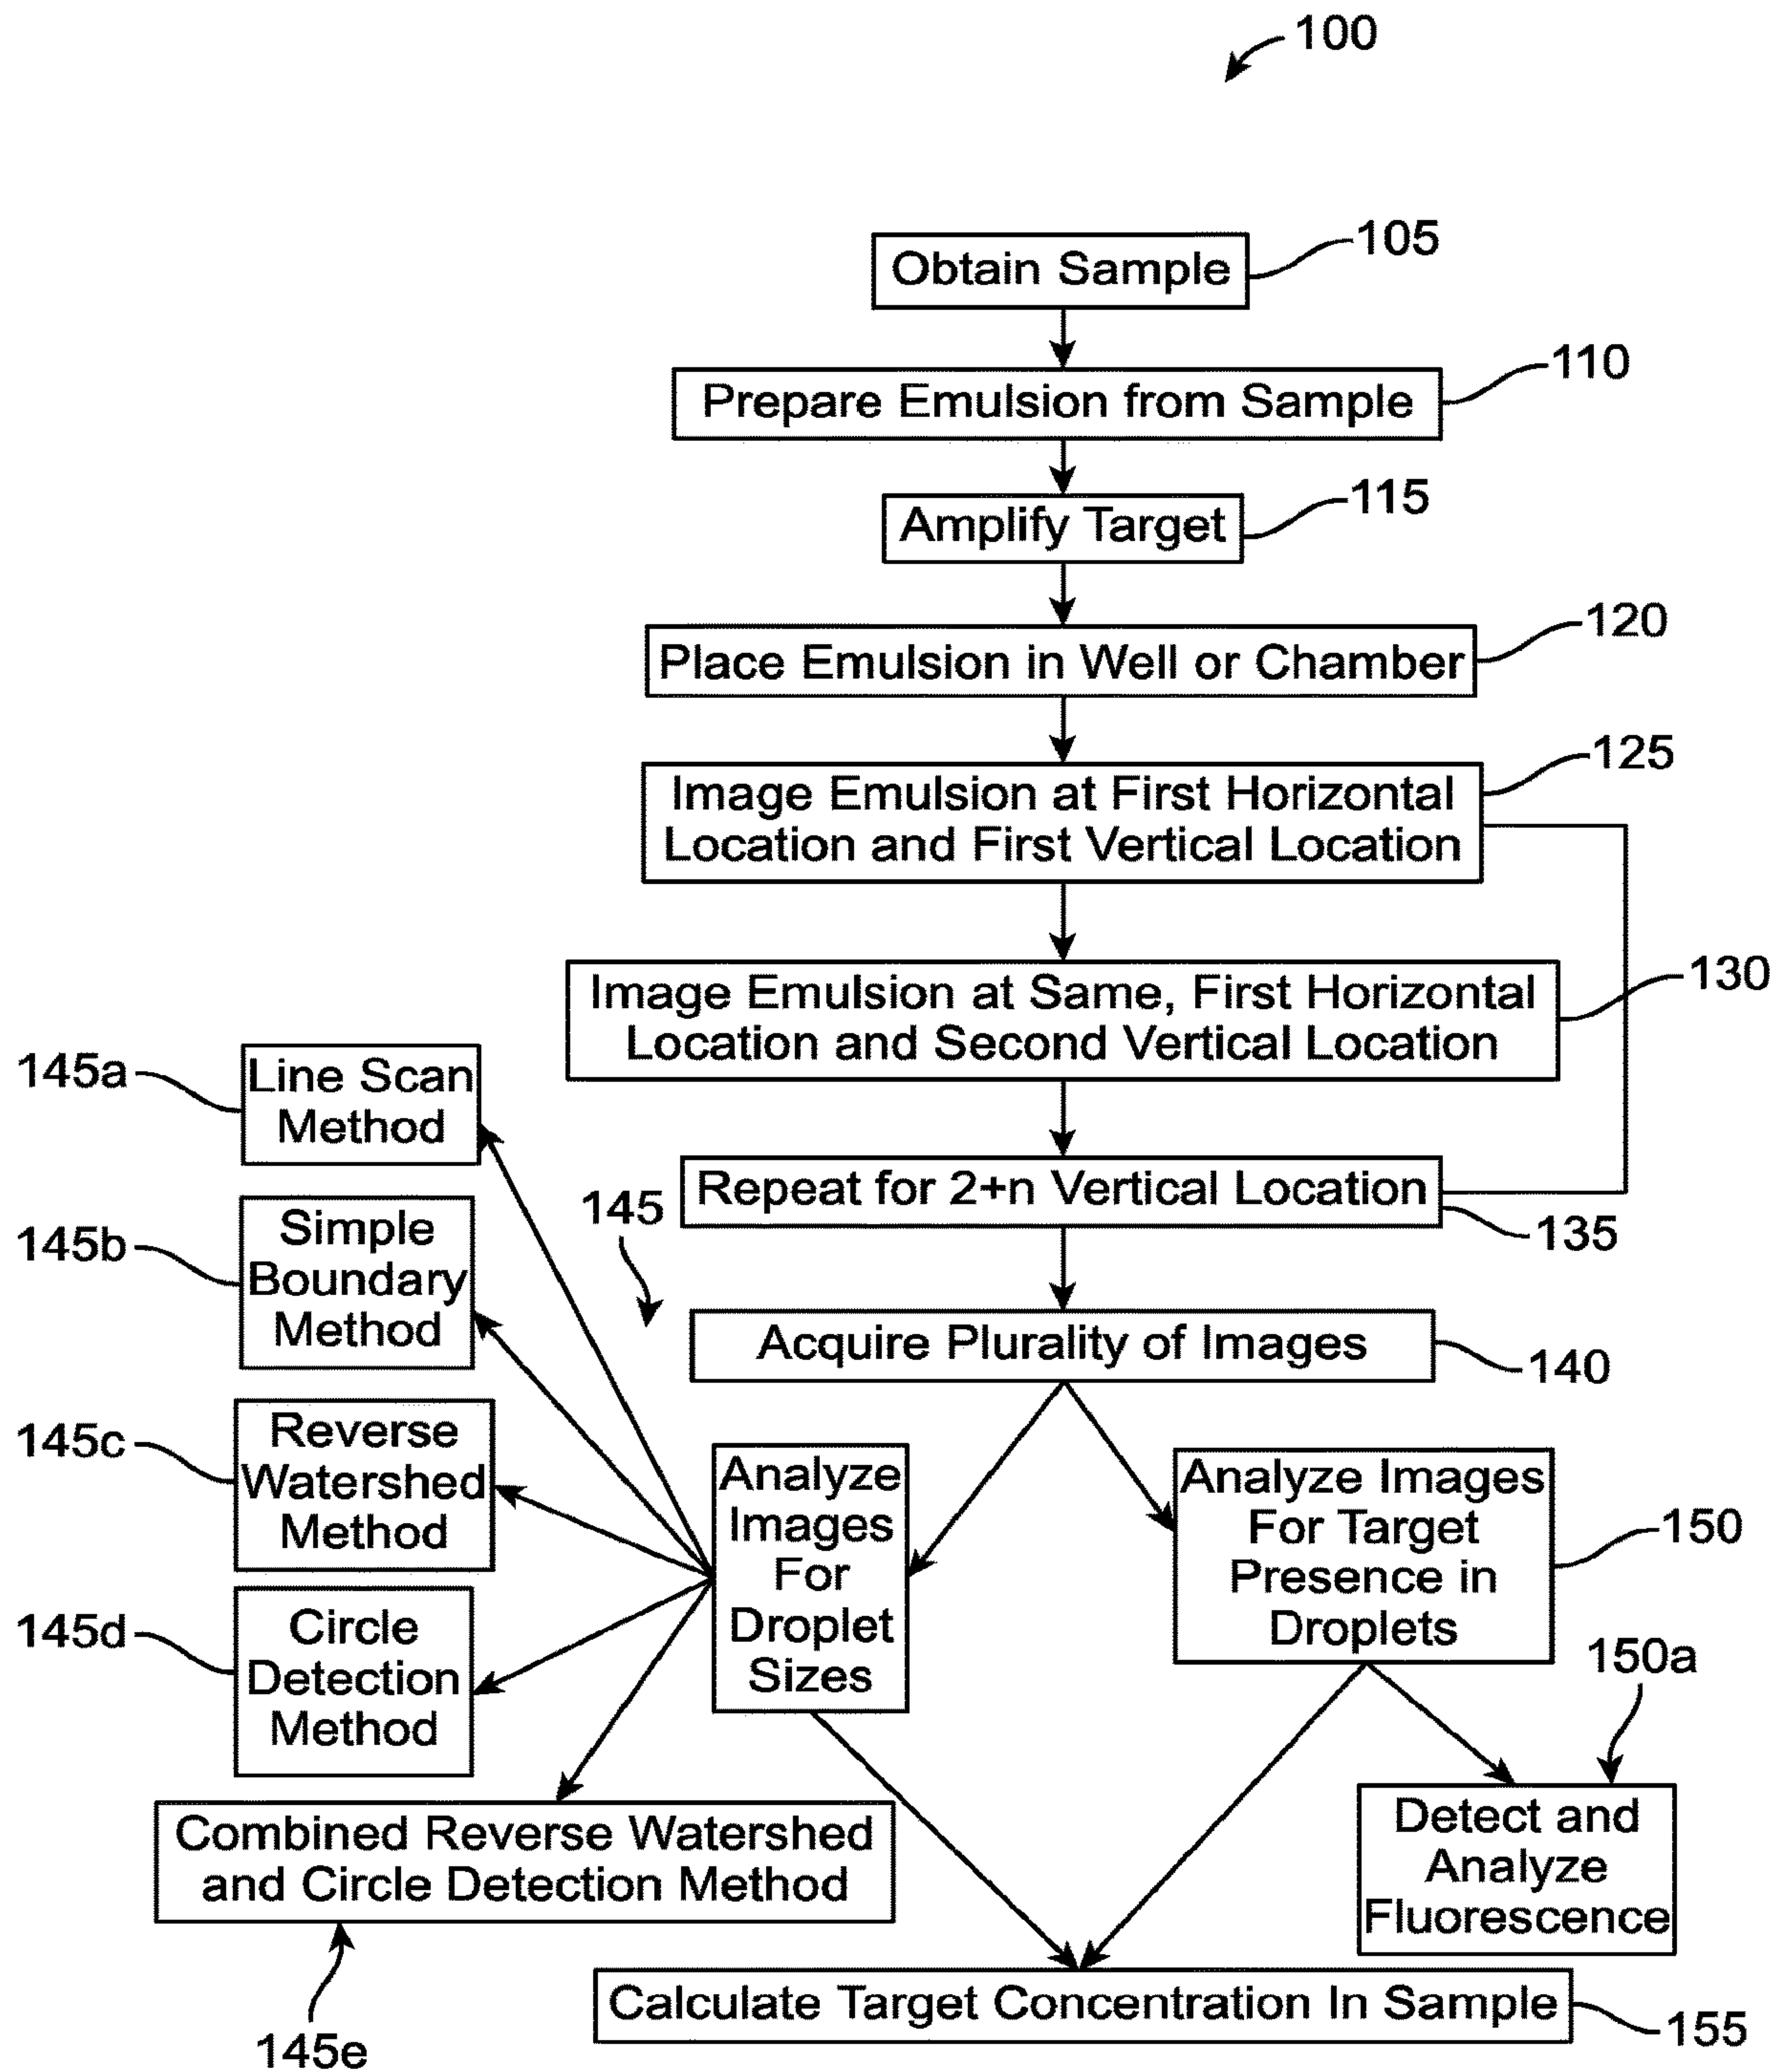 100
Obtain Sample
105
Prepare Emulsion from Sample
110
Amplify Target
115
Place Emulsion in Well or Chamber
120
Image Emulsion at First Horizontal
Location and First Vertical Location
125
Image Emulsion at Same, First Horizontal
Location and Second Vertical Location
130
Repeat for 2+n Vertical Location
135
Acquire Plurality of Images
140
145
Analyze
Images
For
Droplet
Sizes
145a
Line Scan
Method
145b
Simple
Boundary
Method
145c
Reverse
Watershed
Method
145d
Circle
Detection
Method
Combined Reverse Watershed
and Circle Detection Method
145e
Analyze Images
For Target
Presence in
Droplets
150
150a
Detect and
Analyze
Fluorescence
Calculate Target Concentration In Sample
155